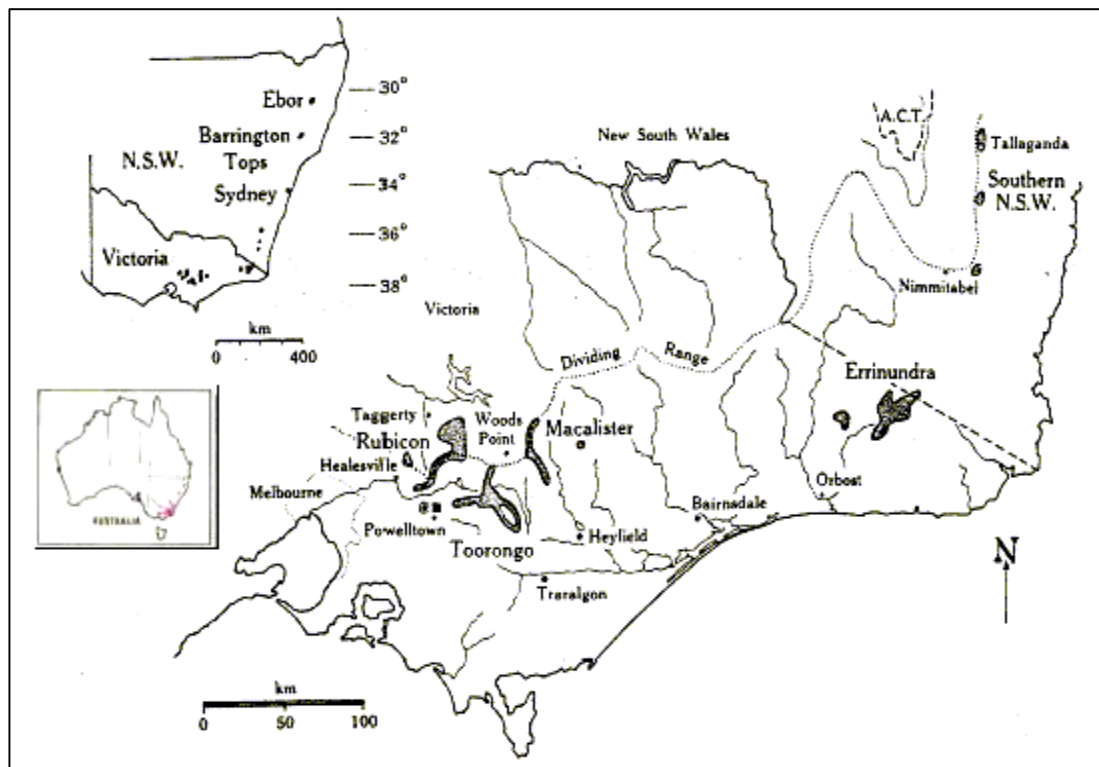 Ebor
Barrington
Tops
N.S.W.
Sydney
Victoria
30°
32°
34°
36°
38°
km
0 400
AUSTRALIA
New South Wales
A.C.T.
Tallaganda
Southern
N.S.W.
Nimmitabel
Victoria
Dividing Range
Errinundra
Taggerty
Woods
Point
Macalister
Rubicon
Healesville
Melbourne
Orbost
Bairnsdale
Powelltown
Heyfield
Toorongo
Traralgon
N
km
0 50 100